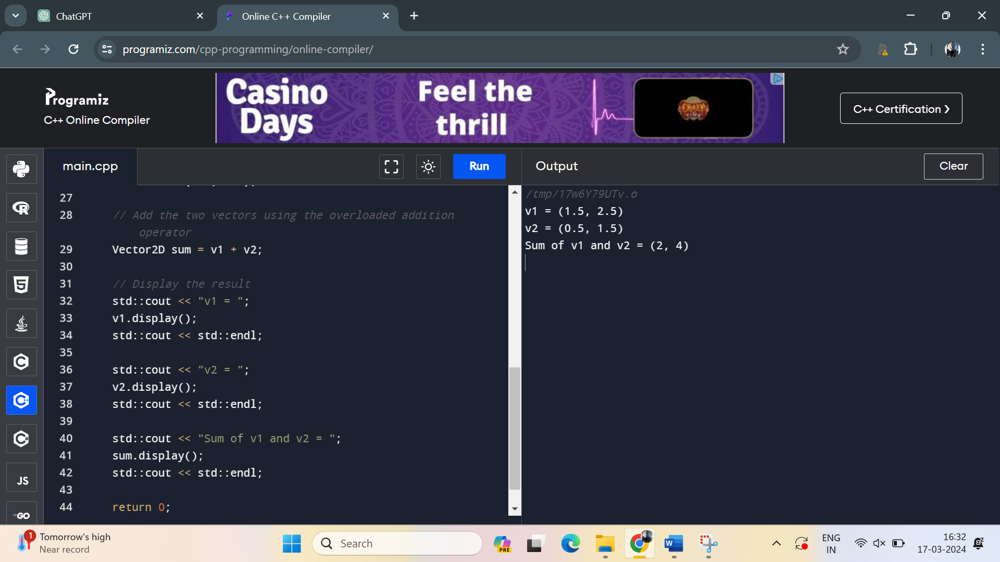 ChatGPT
Online C++ Compiler
programiz.com/cpp-programming/online-compiler/
Programiz
C++ Online Compiler
Casino
Days
Feel the
thrill
CRAZY
TIME
C++ Certification ❯
main.cpp
Run
Output
Clear
27
28 // Add the two vectors using the overloaded addition
operator
29 Vector2D sum = v1 + v2;
30
31 // Display the result
32 std::cout << "v1 = ";
33 v1.display();
34 std::cout << std::endl;
35
36 std::cout << "v2 = ";
37 v2.display();
38 std::cout << std::endl;
39
40 std::cout << "Sum of v1 and v2 = ";
41 sum.display();
42 std::cout << std::endl;
43
44 return 0;
/tmp/17w6Y79UTv.o
v1 = (1.5, 2.5)
v2 = (0.5, 1.5)
Sum of v1 and v2 = (2, 4)
R
5
C
C++
C#
JS
GO
1
Tomorrow's high
Near record
Search
PRE
W
ENG
IN
16:32
17-03-2024